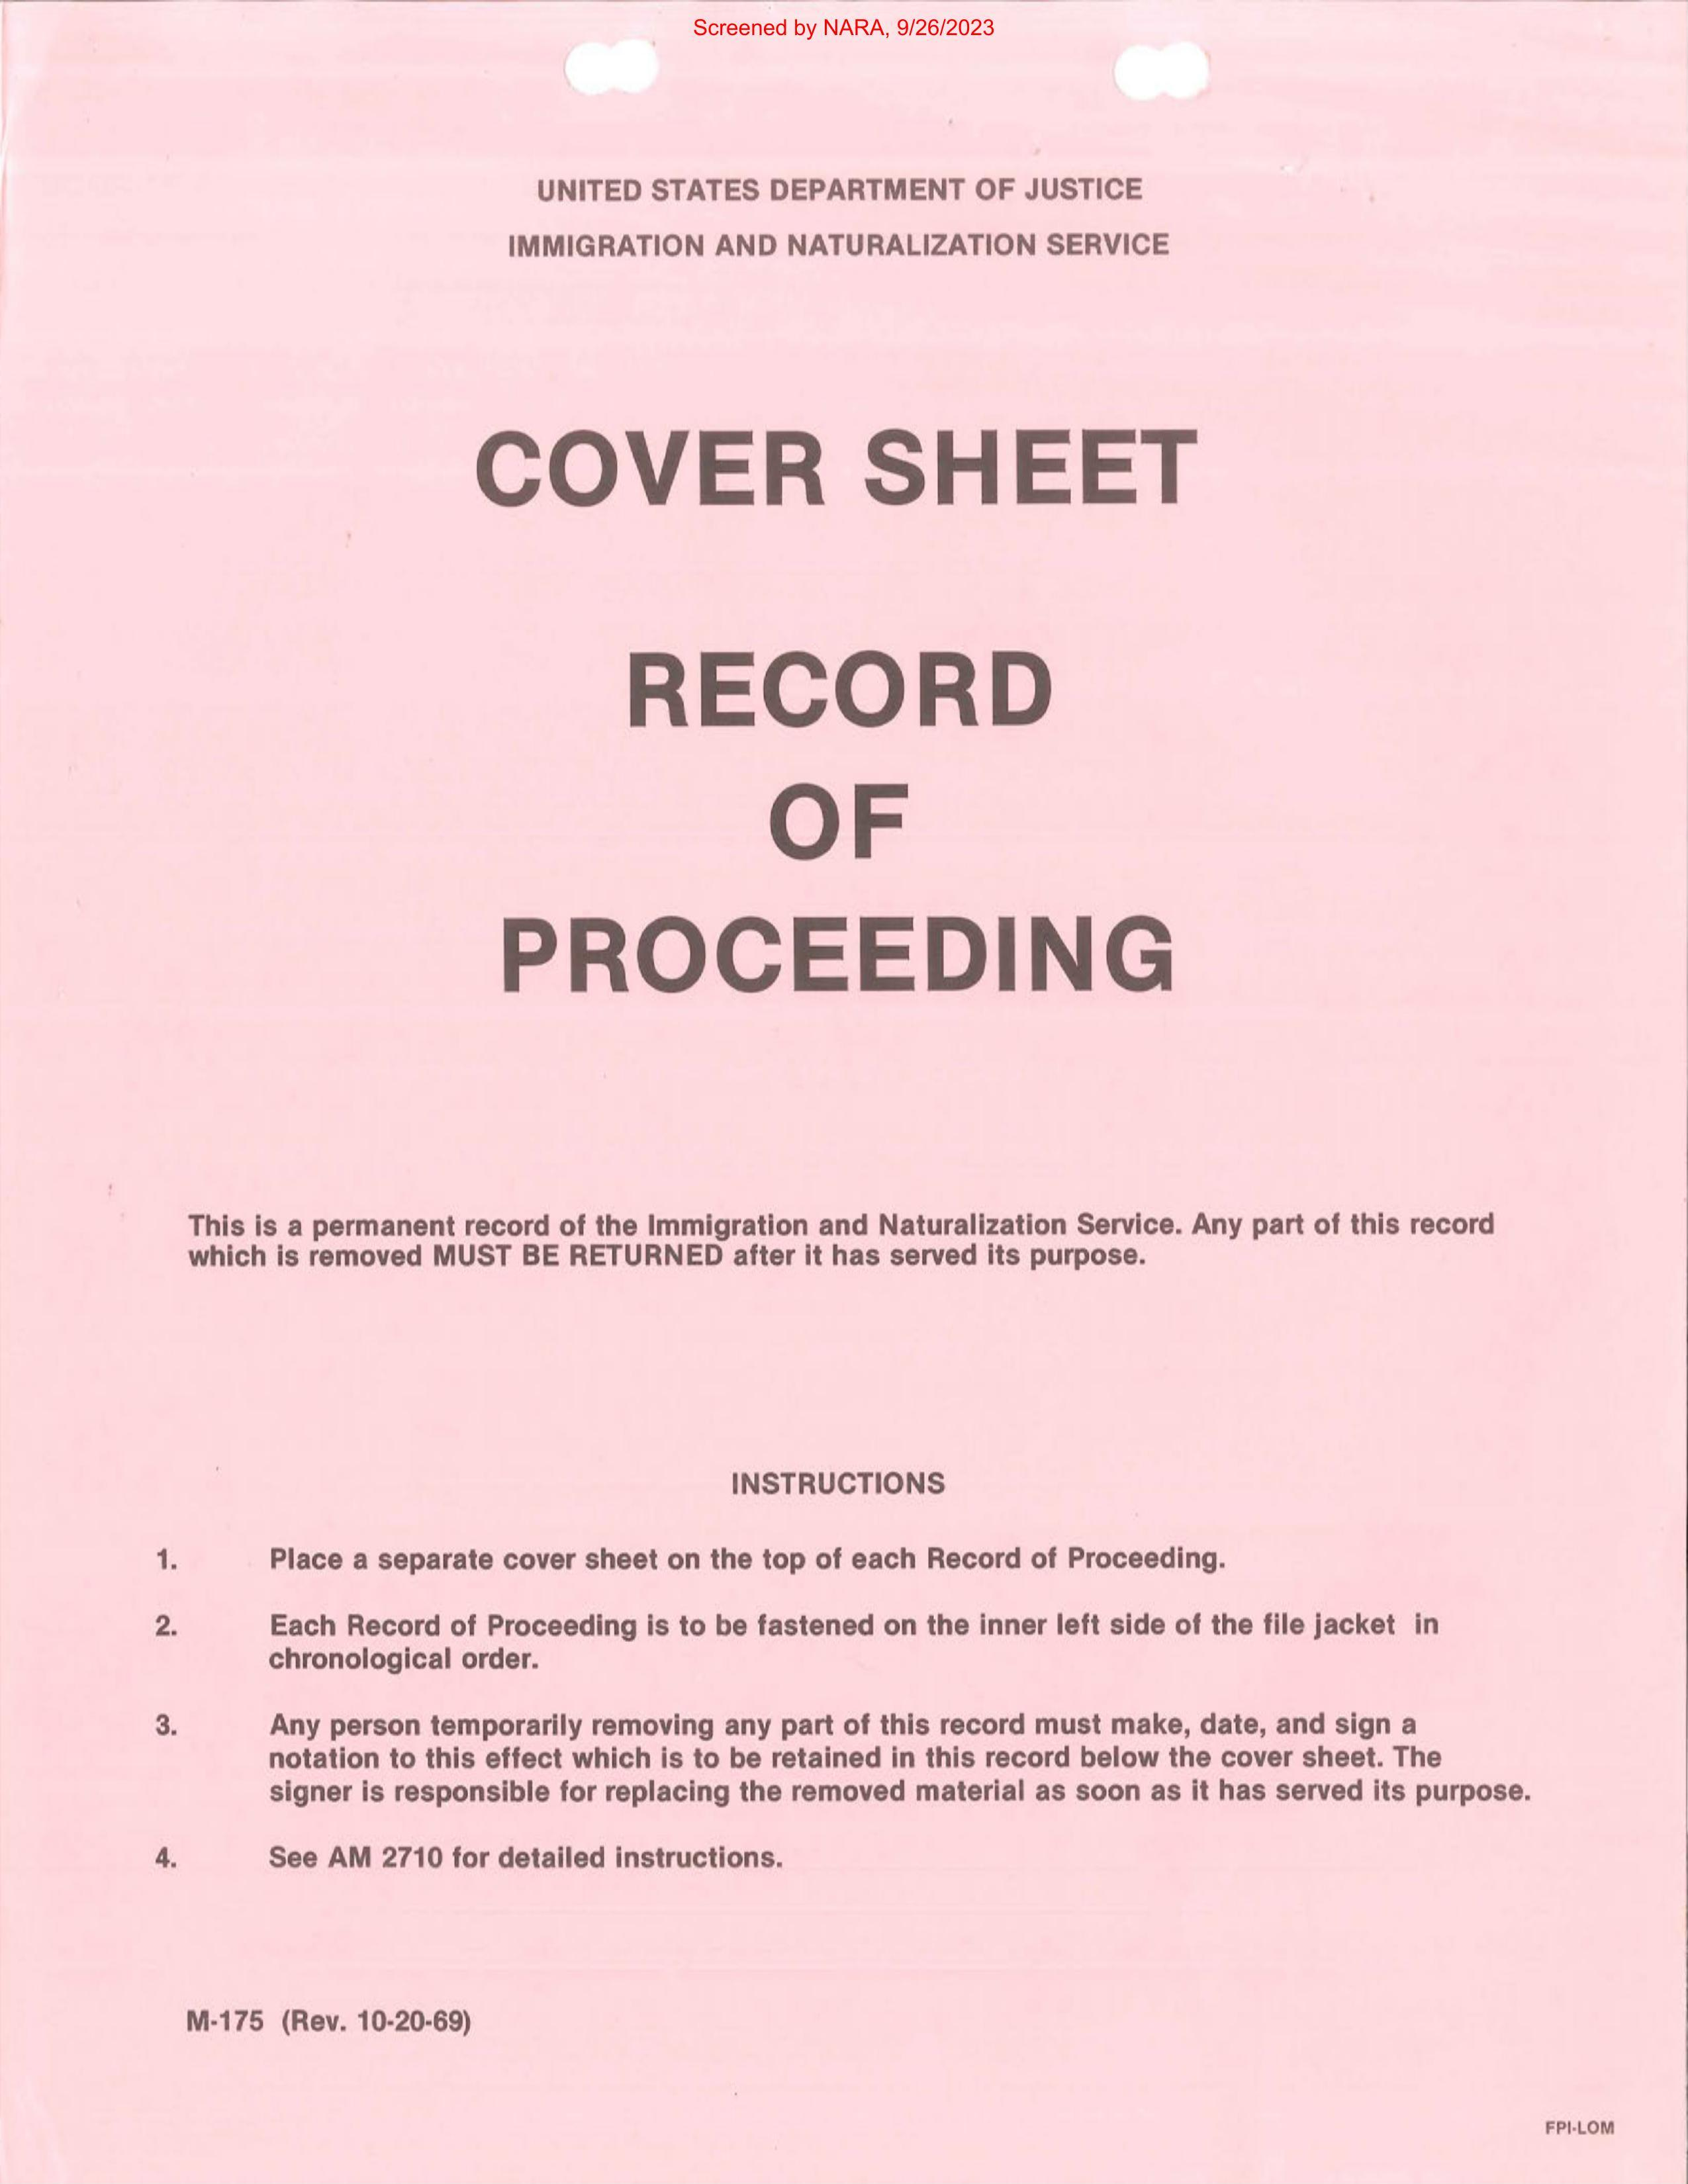 Screened by NARA, 9/26/2023
UNITED STATES DEPARTMENT OF JUSTICE
IMMIGRATION AND NATURALIZATION SERVICE
COVER SHEET
RECORD
OF
PROCEEDING
This is a permanent record of the Immigration and Naturalization Service. Any part of this record
which is removed MUST BE RETURNED after it has served its purpose.
INSTRUCTIONS
1. Place a separate cover sheet on the top of each Record of Proceeding.
2. Each Record of Proceeding is to be fastened on the inner left side of the file jacket in
chronological order.
3. Any person temporarily removing any part of this record must make, date, and sign a
notation to this effect which is to be retained in this record below the cover sheet. The
signer is responsible for replacing the removed material as soon as it has served its purpose.
4. See AM 2710 for detailed instructions.
M-175 (Rev. 10-20-69)
FPI-LOM